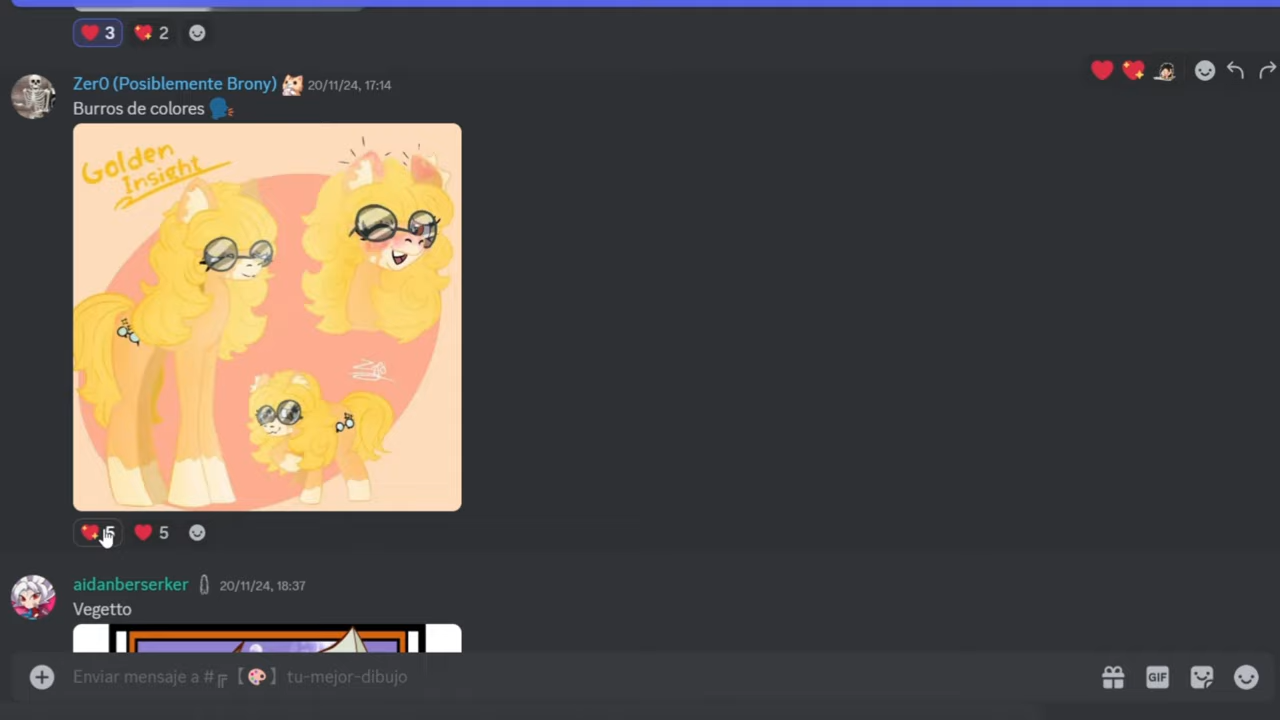 3 2
Zer0 (Posiblemente Brony) 20/11/24, 17:14
Burros de colores
Golden
Insight
5 5
aidanberserker 20/11/24, 18:37
Vegetto
Enviar mensaje a #╔【🎨】tu-mejor-dibujo
GIF